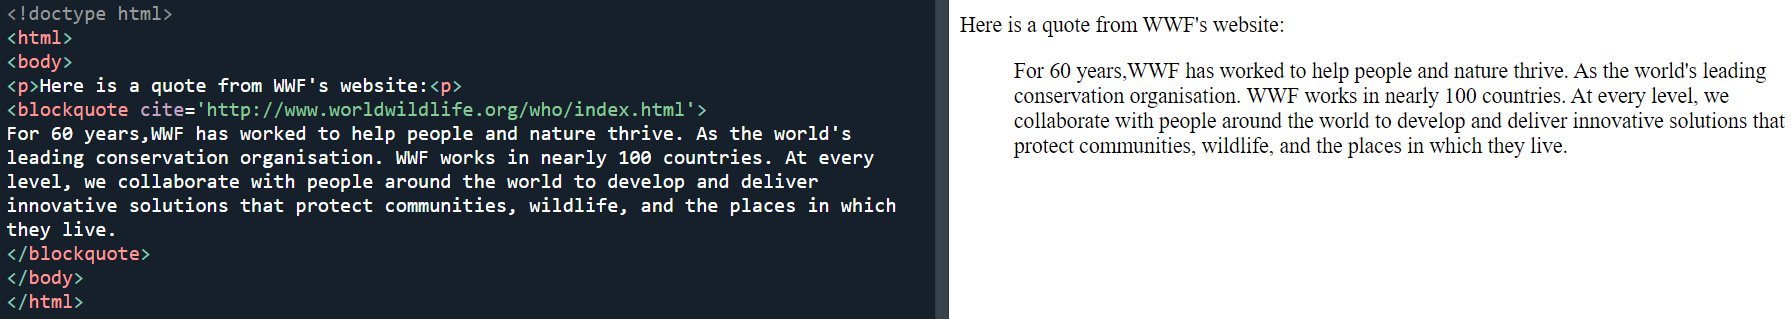 <!doctype html>
<html>
<body>
<p>Here is a quote from WWF's website:<p>
<blockquote cite='http://www.worldwildlife.org/who/index.html'>
For 60 years,WWF has worked to help people and nature thrive. As the world's
leading conservation organisation. WWF works in nearly 100 countries. At every
level, we collaborate with people around the world to develop and deliver
innovative solutions that protect communities, wildlife, and the places in which
they live.
</blockquote>
</body>
</html>
Here is a quote from WWF's website:
For 60 years,WWF has worked to help people and nature thrive. As the world's leading
conservation organisation. WWF works in nearly 100 countries. At every level, we
collaborate with people around the world to develop and deliver innovative solutions that
protect communities, wildlife, and the places in which they live.